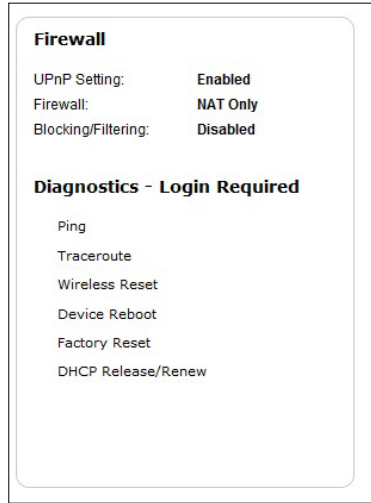 Firewall
UPnP Setting: Enabled
Firewall: NAT Only
Blocking/Filtering: Disabled
Diagnostics - Login Required
Ping
Traceroute
Wireless Reset
Device Reboot
Factory Reset
DHCP Release/Renew